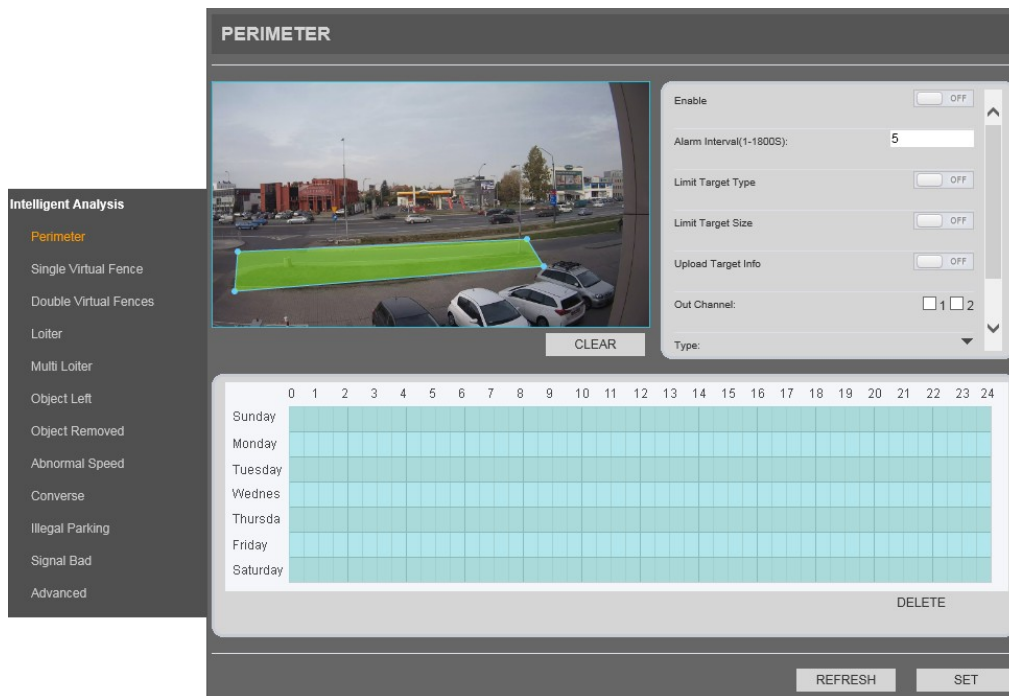 PERIMETER
Enable OFF
Alarm Interval(1-1800S): 5
Limit Target Type OFF
Limit Target Size OFF
Upload Target Info OFF
Out Channel: 1 2
Type:
CLEAR
Intelligent Analysis
Perimeter
Single Virtual Fence
Double Virtual Fences
Loiter
Multi Loiter
Object Left
Object Removed
Abnormal Speed
Converse
Illegal Parking
Signal Bad
Advanced
0 1 2 3 4 5 6 7 8 9 10 11 12 13 14 15 16 17 18 19 20 21 22 23 24
Sunday
Monday
Tuesday
Wednes
Thursda
Friday
Saturday
DELETE
REFRESH SET